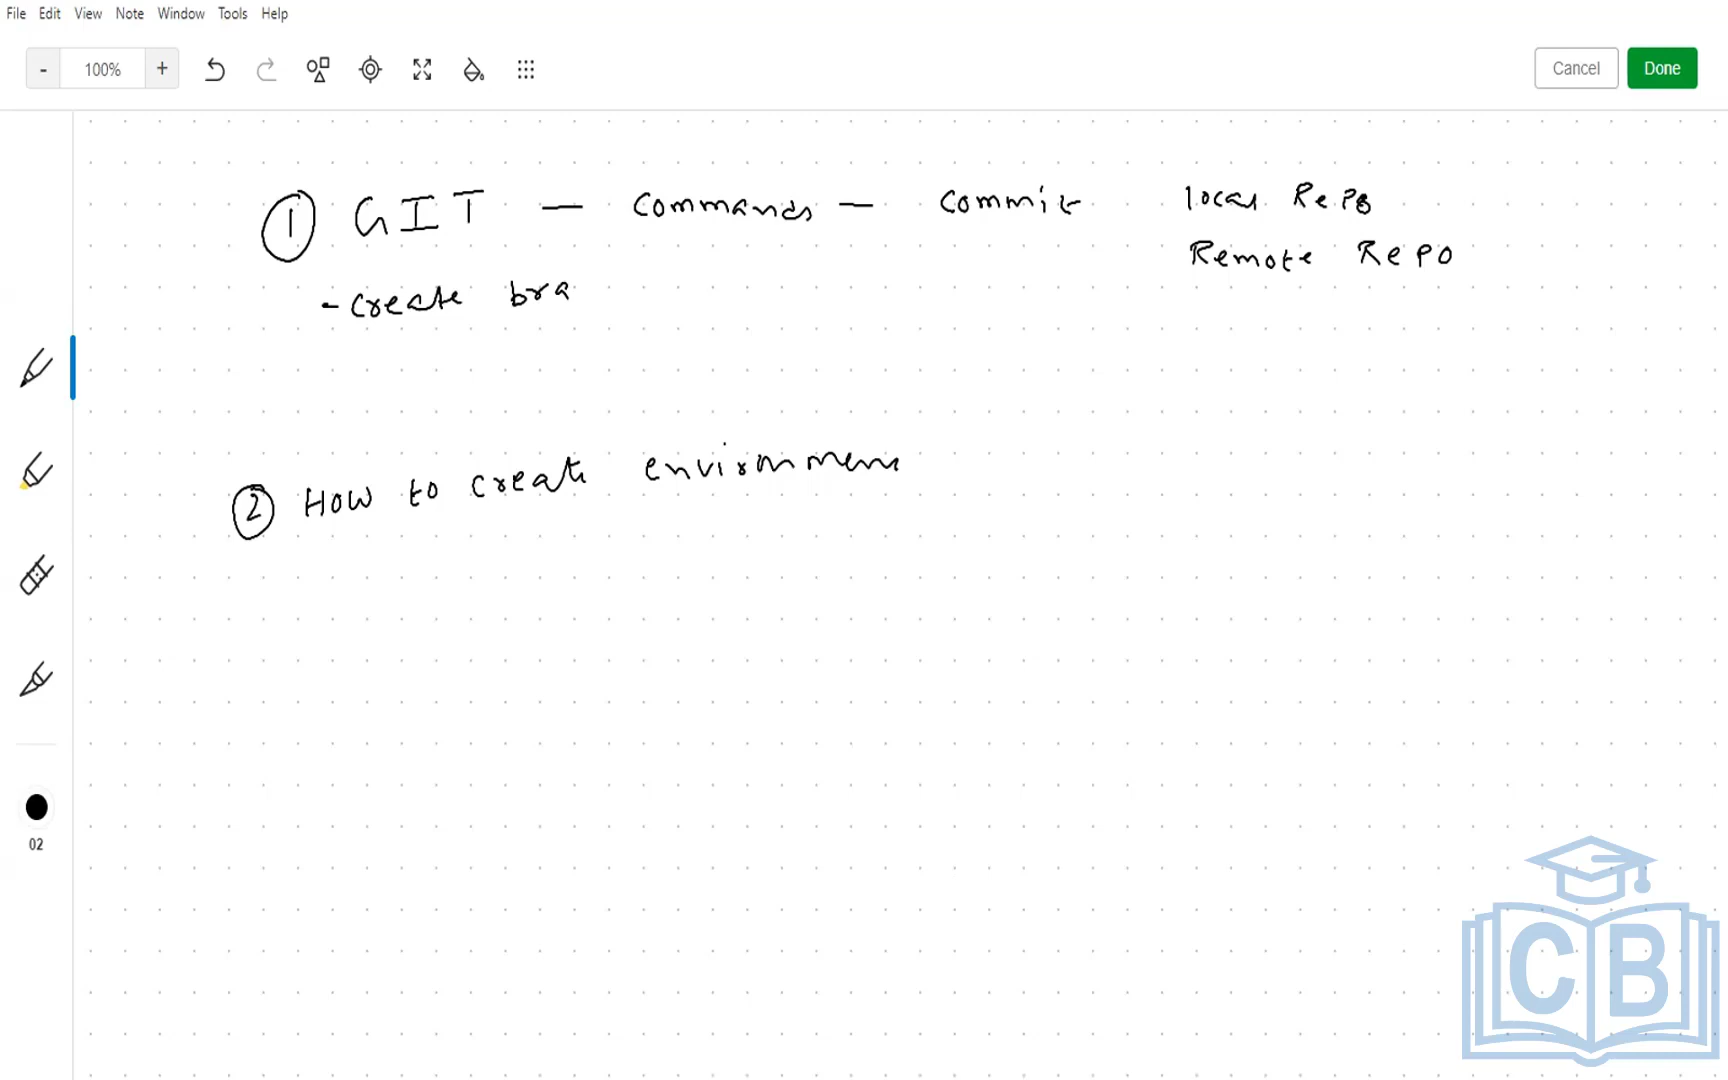 File Edit View Note Window Tools Help
- 100% + Cancel Done
① GIT — Commands — Commit local Repo
Remote Repo
- create bra
② How to create environment
02
CB